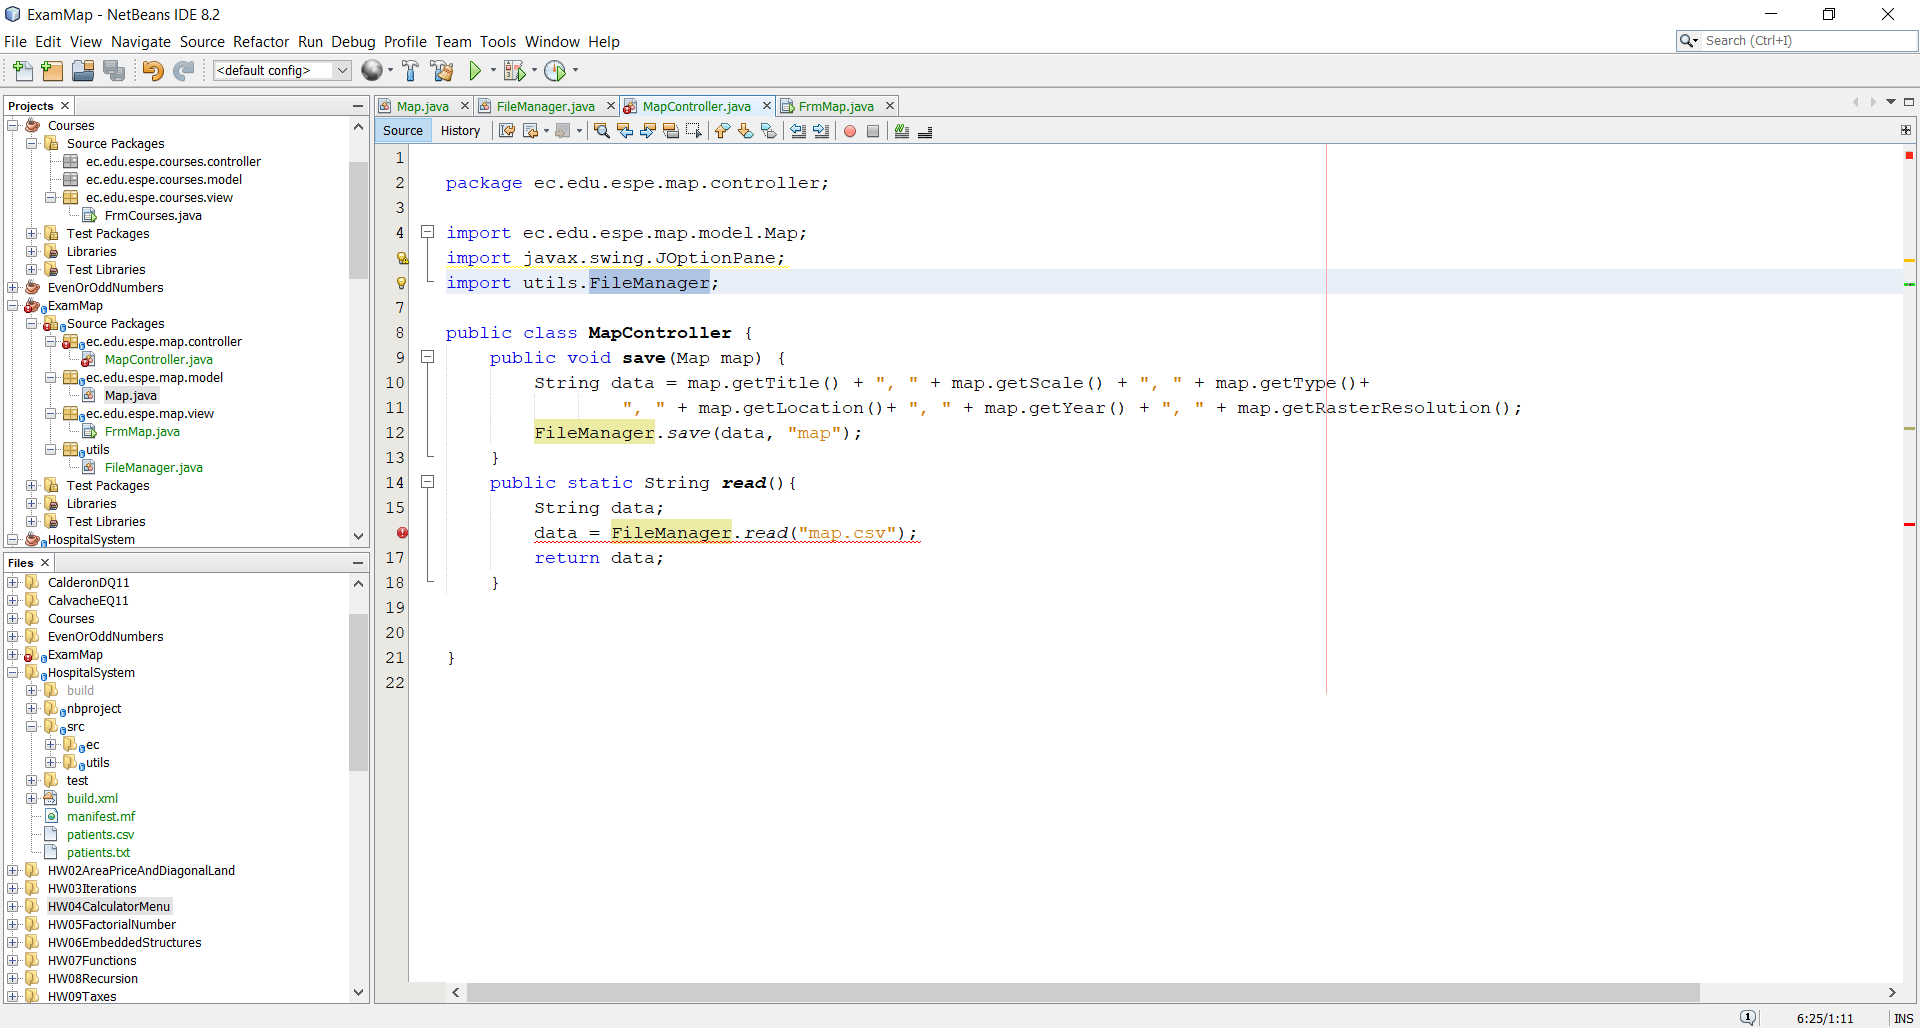 ExamMap - NetBeans IDE 8.2
File Edit View Navigate Source Refactor Run Debug Profile Team Tools Window Help
Search (Ctrl+I)
<default config>
Projects
Courses
Source Packages
ec.edu.espe.courses.controller
ec.edu.espe.courses.model
ec.edu.espe.courses.view
FrmCourses.java
Test Packages
Libraries
Test Libraries
EvenOrOddNumbers
ExamMap
Source Packages
ec.edu.espe.map.controller
MapController.java
ec.edu.espe.map.model
Map.java
ec.edu.espe.map.view
FrmMap.java
utils
FileManager.java
Test Packages
Libraries
Test Libraries
HospitalSystem
Files
CalderonDQ11
CalvacheEQ11
Courses
EvenOrOddNumbers
ExamMap
HospitalSystem
build
nbproject
src
ec
utils
test
build.xml
manifest.mf
patients.csv
patients.txt
HW02AreaPriceAndDiagonalLand
HW03Iterations
HW04CalculatorMenu
HW05FactorialNumber
HW06EmbeddedStructures
HW07Functions
HW08Recursion
HW09Taxes
Map.java FileManager.java MapController.java FrmMap.java
Source History
1
2 package ec.edu.espe.map.controller;
3
4 import ec.edu.espe.map.model.Map;
import javax.swing.JOptionPane;
import utils.FileManager;
7
8 public class MapController {
9 public void save(Map map) {
10 String data = map.getTitle() + ", " + map.getScale() + ", " + map.getType()+
11 ", " + map.getLocation()+ ", " + map.getYear() + ", " + map.getRasterResolution();
12 FileManager.save(data, "map");
13 }
14 public static String read(){
15 String data;
data = FileManager.read("map.csv");
17 return data;
18 }
19
20
21 }
22
1 6:25/1:11 INS